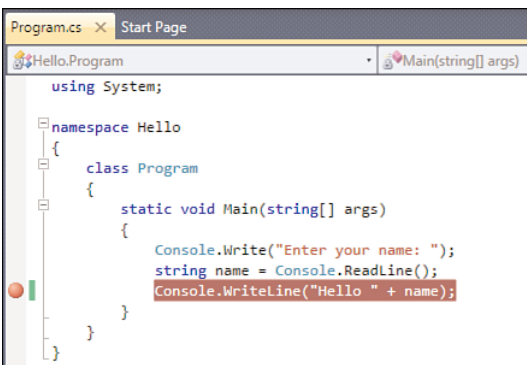 Program.cs × Start Page
Hello.Program Main(string[] args)
using System;
namespace Hello
{
class Program
{
static void Main(string[] args)
{
Console.Write("Enter your name: ");
string name = Console.ReadLine();
Console.WriteLine("Hello " + name);
}
}
}